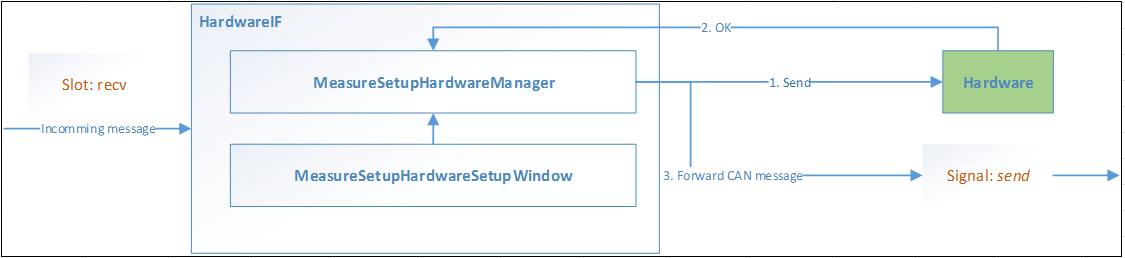 HardwareIF
2. OK
Slot: recv
MeasureSetupHardwareManager
1. Send
Hardware
Incomming message
MeasureSetupHardwareSetupWindow
3. Forward CAN message
Signal: send